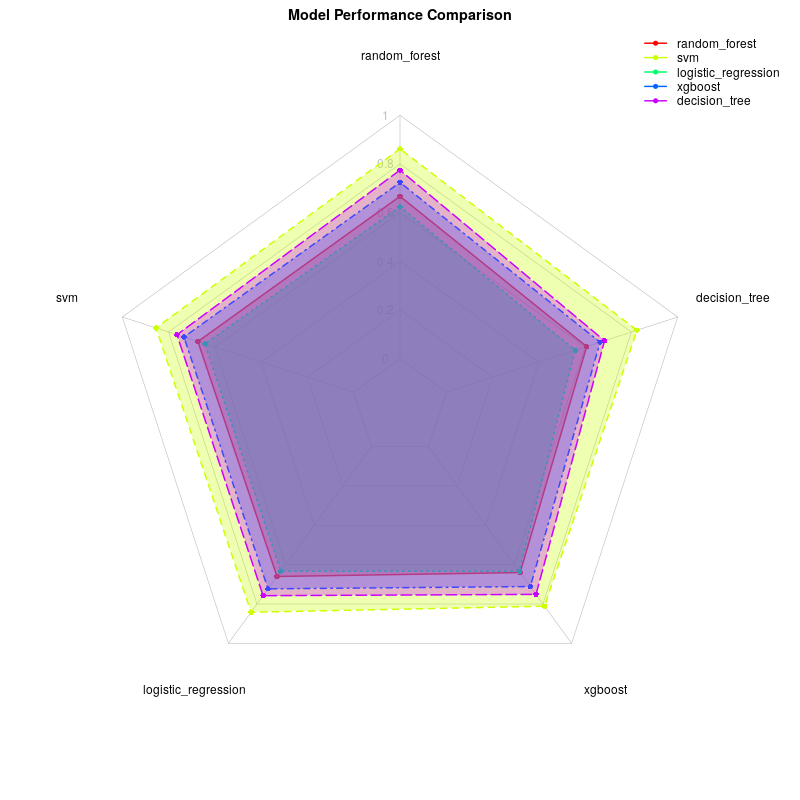 Model Performance Comparison
random_forest
random_forest
svm
logistic_regression
xgboost
decision_tree
1
0.8
0.6
0.4
0.2
0
svm
decision_tree
logistic_regression
xgboost